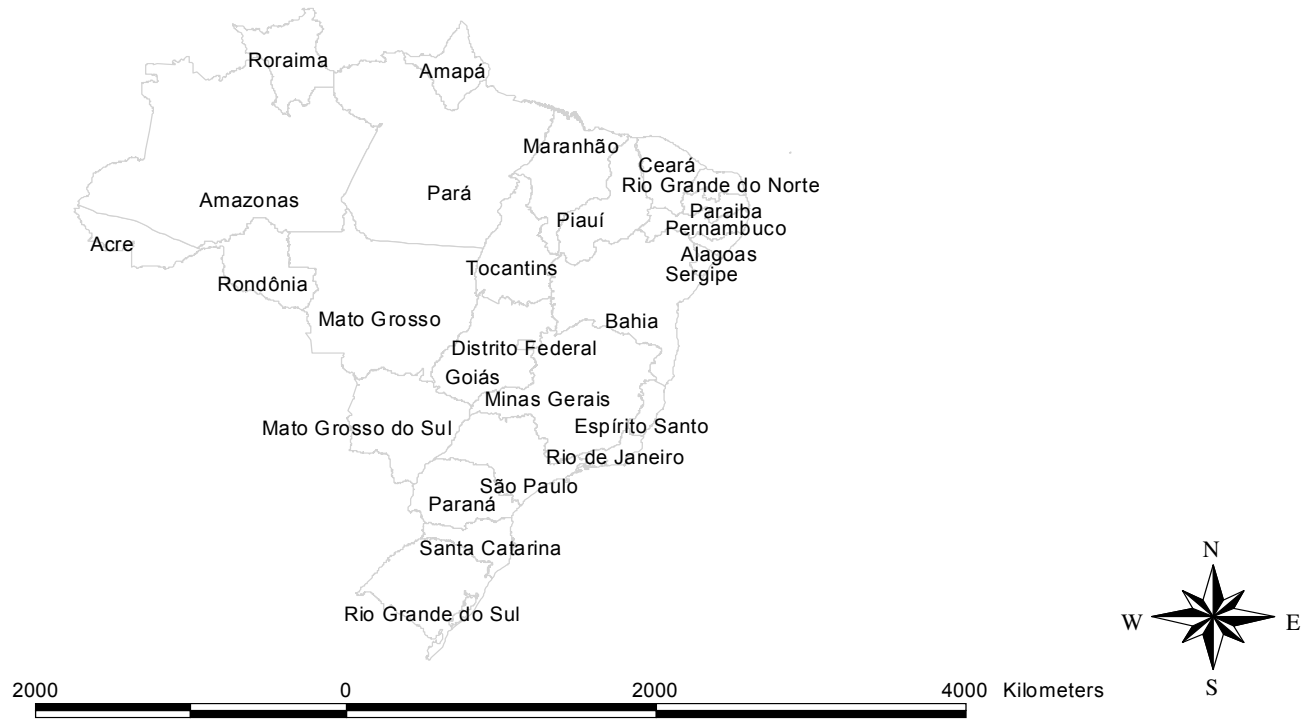 Roraima
Amapá
Maranhão
Ceará
Rio Grande do Norte
Pará
Amazonas
Paraiba
Piauí
Pernambuco
Acre
Alagoas
Tocantins
Sergipe
Rondônia
Mato Grosso
Bahia
Distrito Federal
Goiás
Minas Gerais
Espírito Santo
Mato Grosso do Sul
Rio de Janeiro
São Paulo
Paraná
Santa Catarina
Rio Grande do Sul
N
W E
S
2000 0 2000 4000 Kilometers